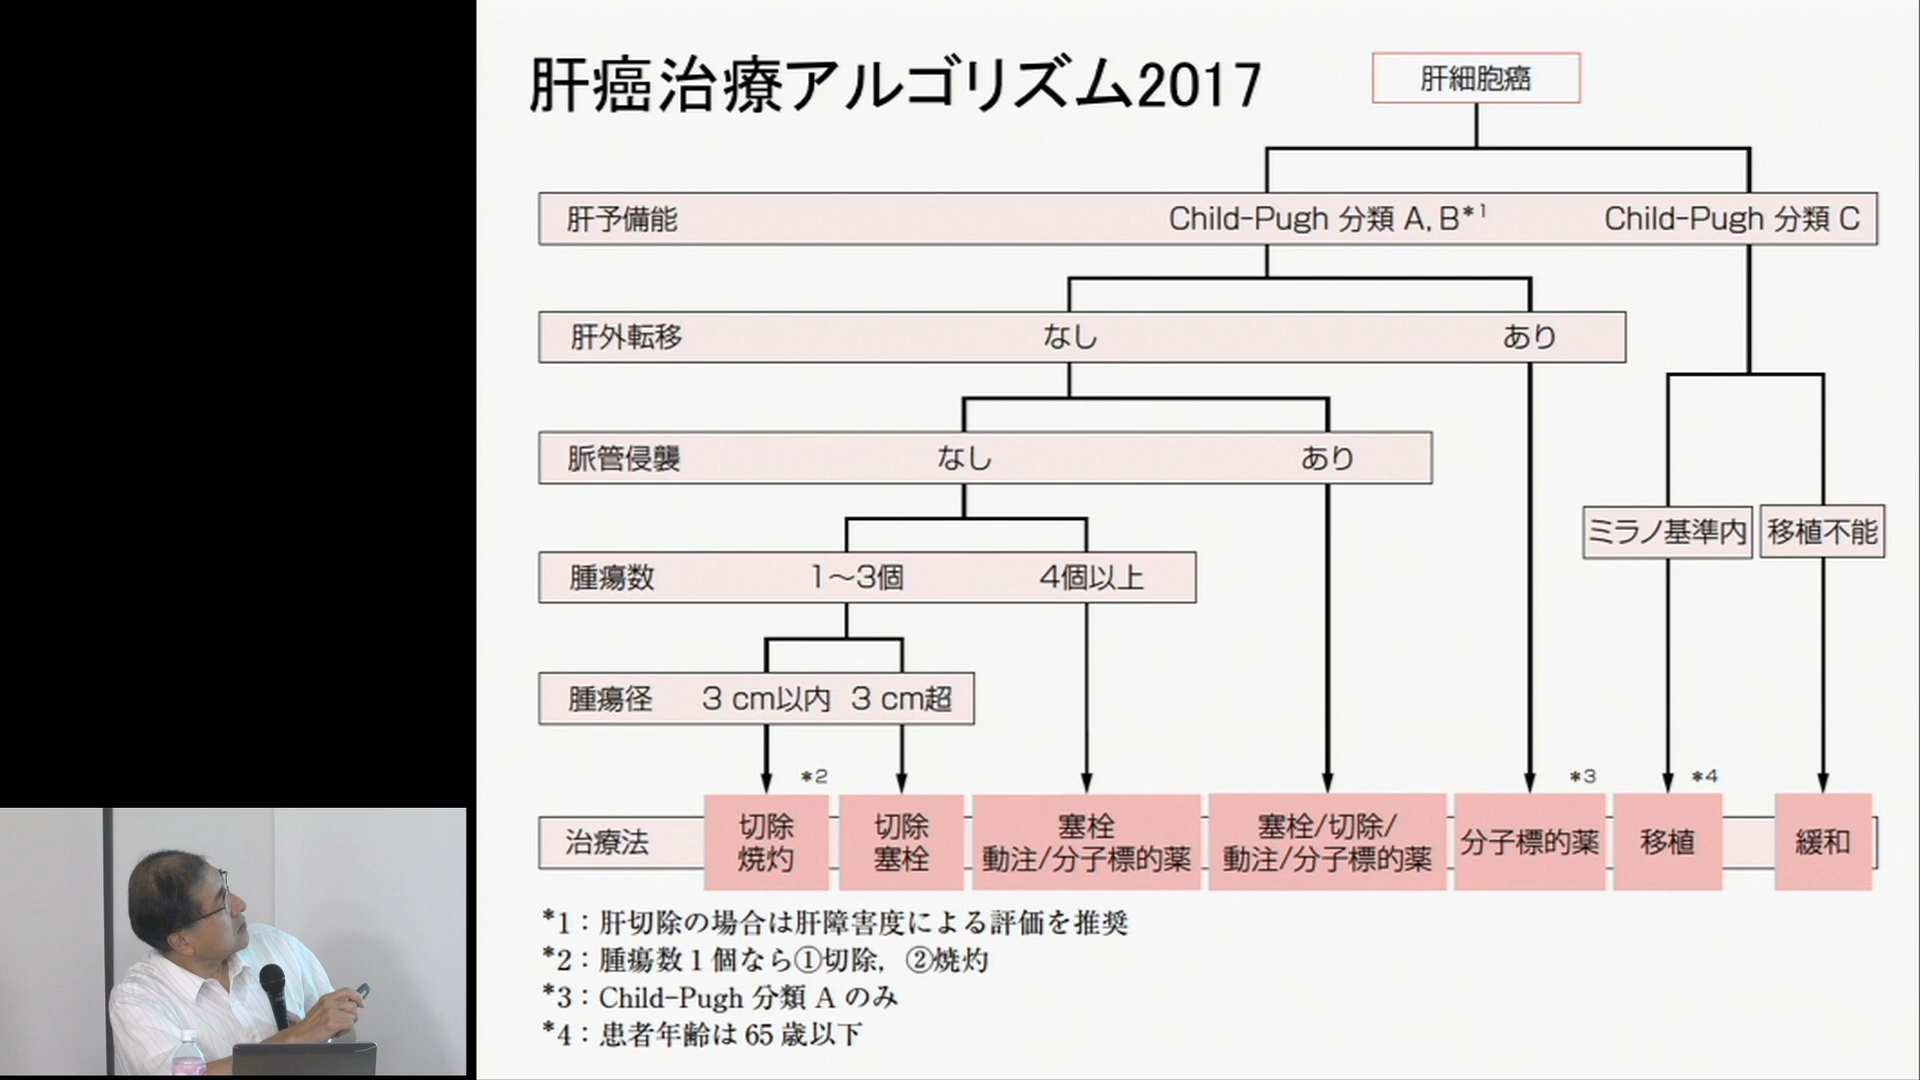 肝癌治療アルゴリズム2017
肝細胞癌
肝予備能 Child-Pugh 分類 A, B*1 Child-Pugh 分類 C
肝外転移 なし あり
脈管侵襲 なし あり
ミラノ基準内 移植不能
腫瘍数 1～3個 4個以上
腫瘍径 3 cm以内 3 cm超
*2 *3 *4
治療法
切除
焼灼
切除
塞栓
塞栓
動注/分子標的薬
塞栓/切除/
動注/分子標的薬
分子標的薬
移植
緩和
*1：肝切除の場合は肝障害度による評価を推奨
*2：腫瘍数1個なら①切除，②焼灼
*3：Child-Pugh 分類 A のみ
*4：患者年齢は65歳以下